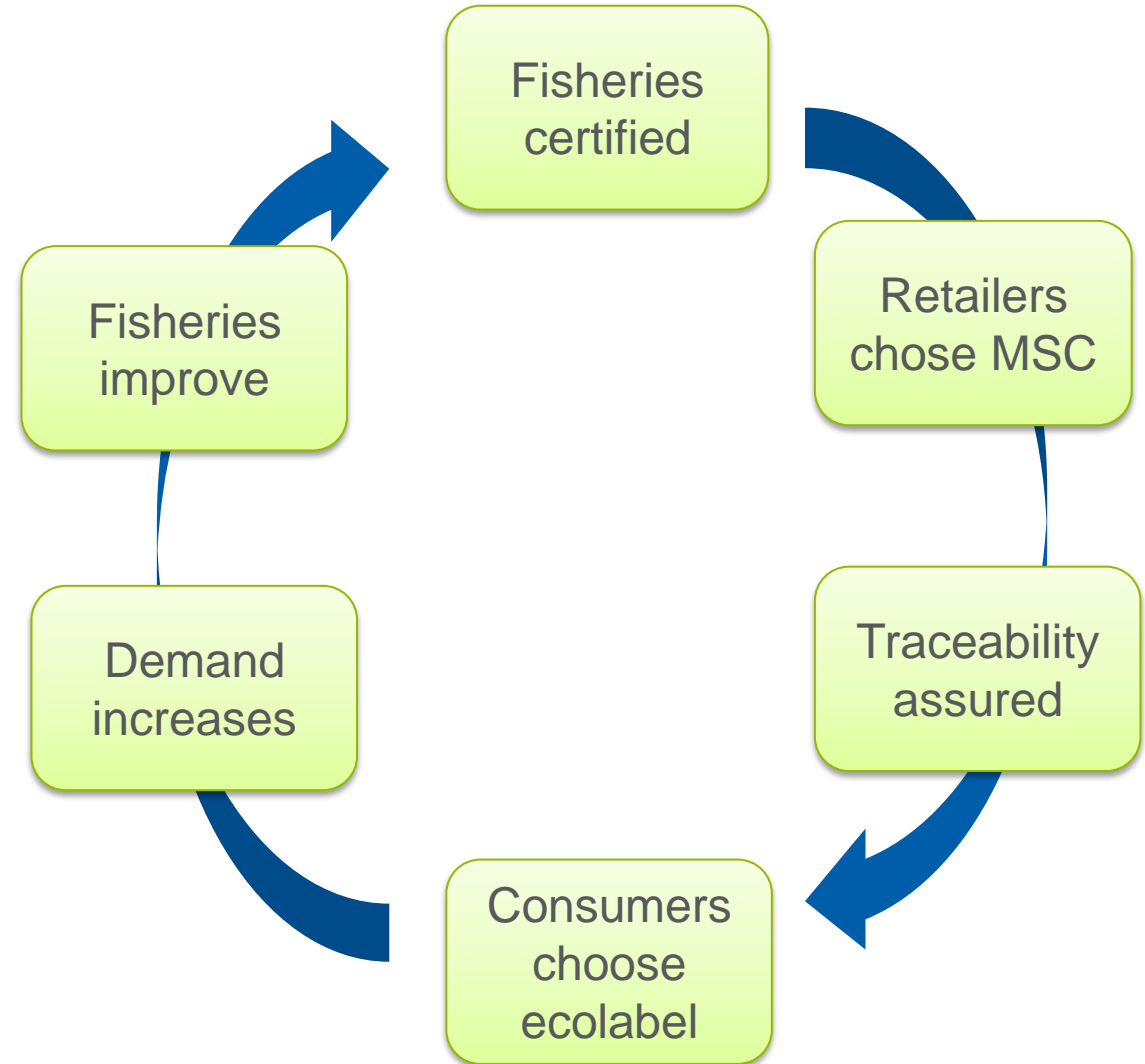 Fisheries
certified
Retailers
chose MSC
Traceability
assured
Consumers
choose
ecolabel
Demand
increases
Fisheries
improve